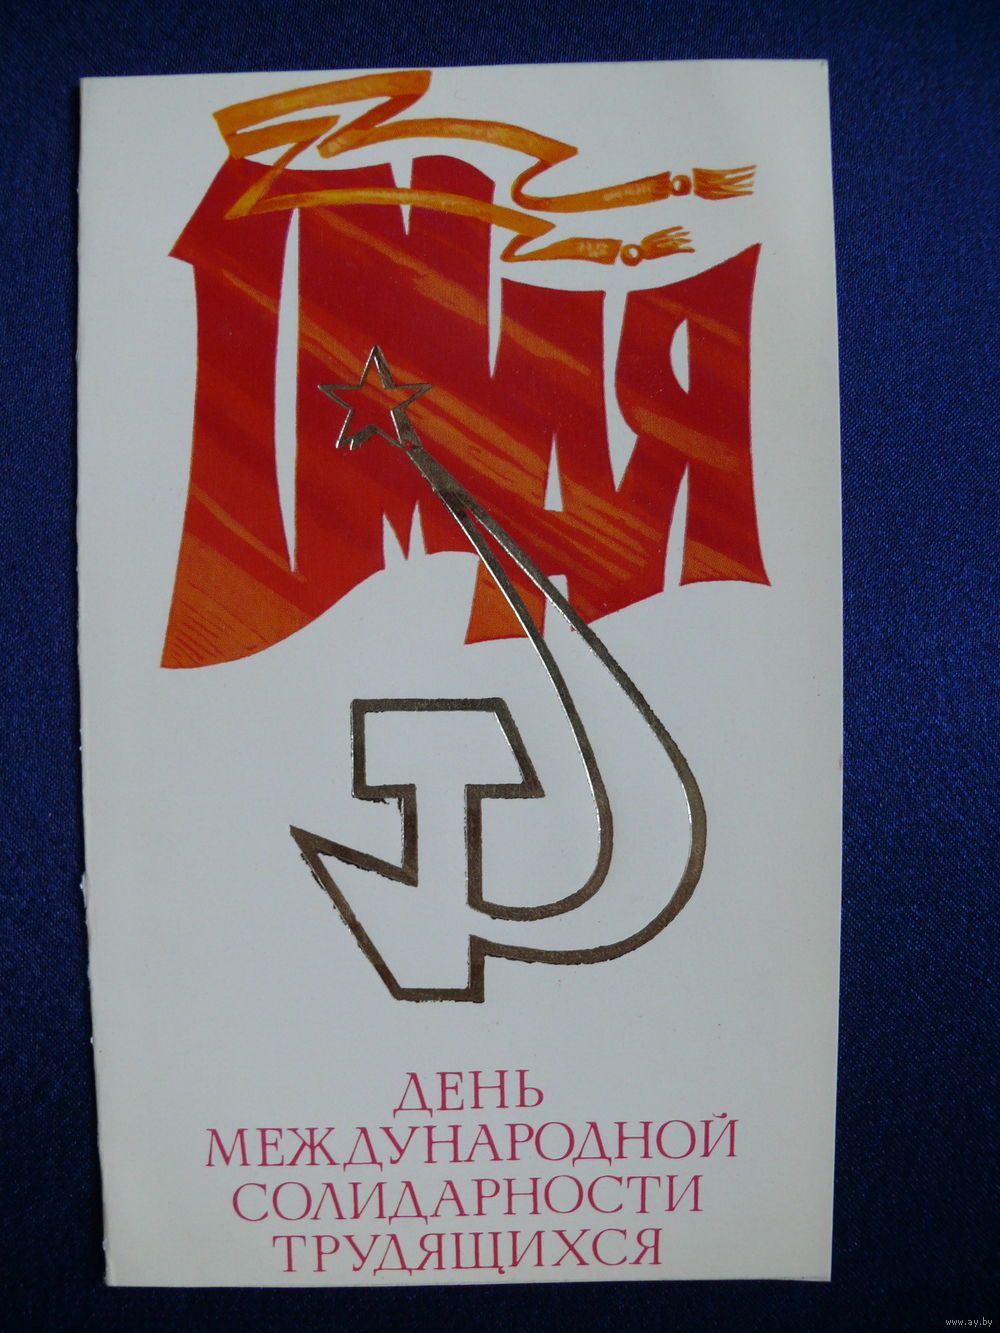 1 МАЯ
ДЕНЬ
МЕЖДУНАРОДНОЙ
СОЛИДАРНОСТИ
ТРУДЯЩИХСЯ
www.ay.by